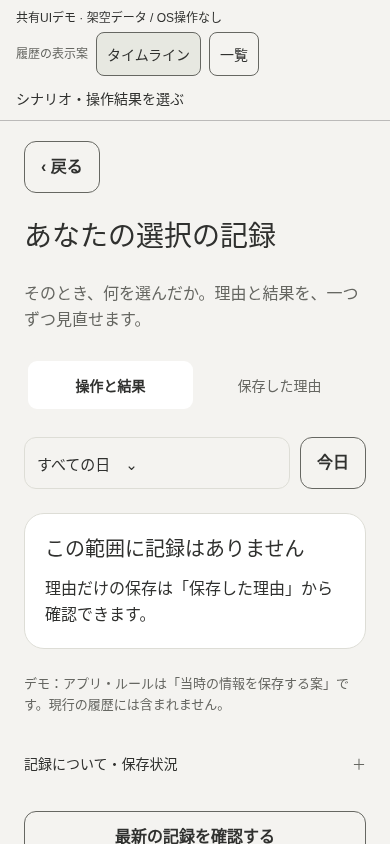 共有UIデモ · 架空データ / OS操作なし
履歴の表示案 タイムライン 一覧
シナリオ・操作結果を選ぶ
‹ 戻る
あなたの選択の記録
そのとき、何を選んだか。理由と結果を、一つ
ずつ見直せます。
操作と結果 保存した理由
すべての日 今日
この範囲に記録はありません
理由だけの保存は「保存した理由」から
確認できます。
デモ：アプリ・ルールは「当時の情報を保存する案」で
す。現行の履歴には含まれません。
記録について・保存状況 ＋
最新の記録を確認する